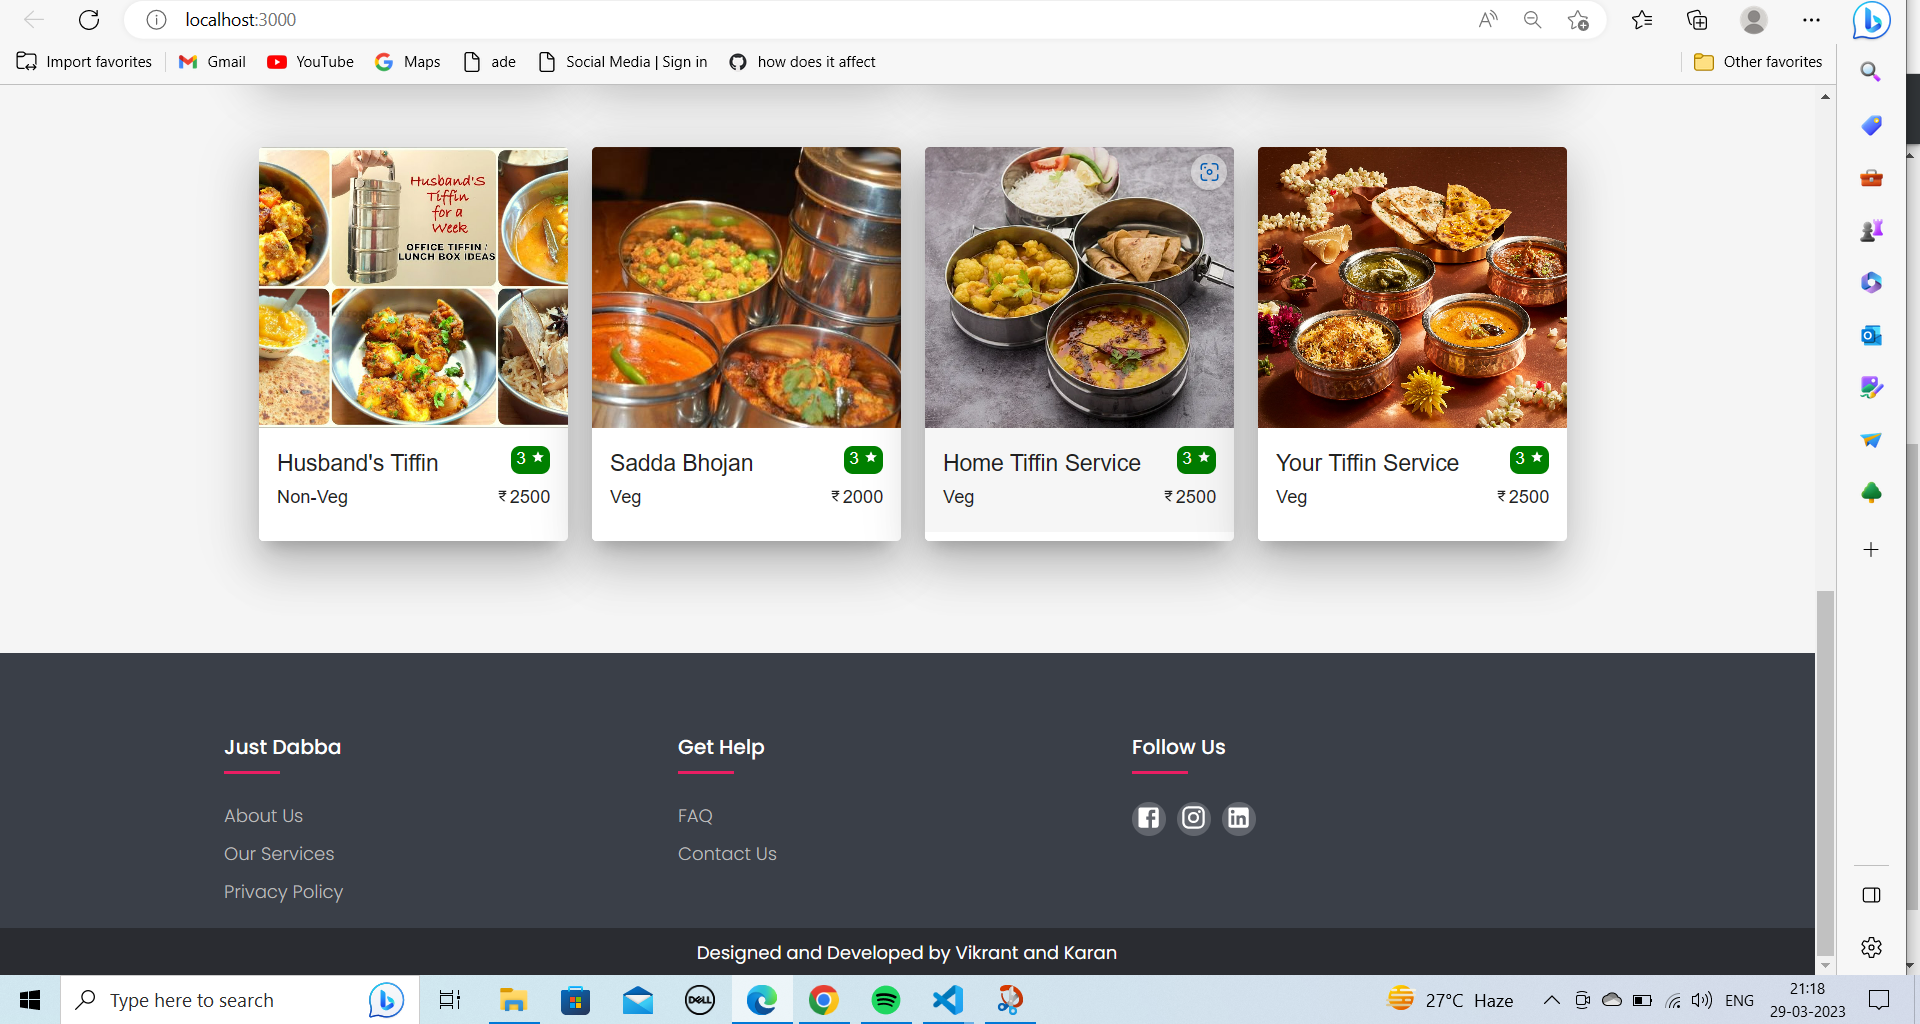 localhost:3000
Import favorites
Gmail
YouTube
Maps
ade
Social Media | Sign in
how does it affect
Other favorites
Husband'S
Tiffin
for a
Week
OFFICE TIFFIN /
LUNCH BOX IDEAS
Husband's Tiffin 3 ★
Non-Veg ₹ 2500
Sadda Bhojan 3 ★
Veg ₹ 2000
Home Tiffin Service 3 ★
Veg ₹ 2500
Your Tiffin Service 3 ★
Veg ₹ 2500
Just Dabba
About Us
Our Services
Privacy Policy
Get Help
FAQ
Contact Us
Follow Us
Designed and Developed by Vikrant and Karan
Type here to search
DELL
27°C Haze
ENG
21:18
29-03-2023